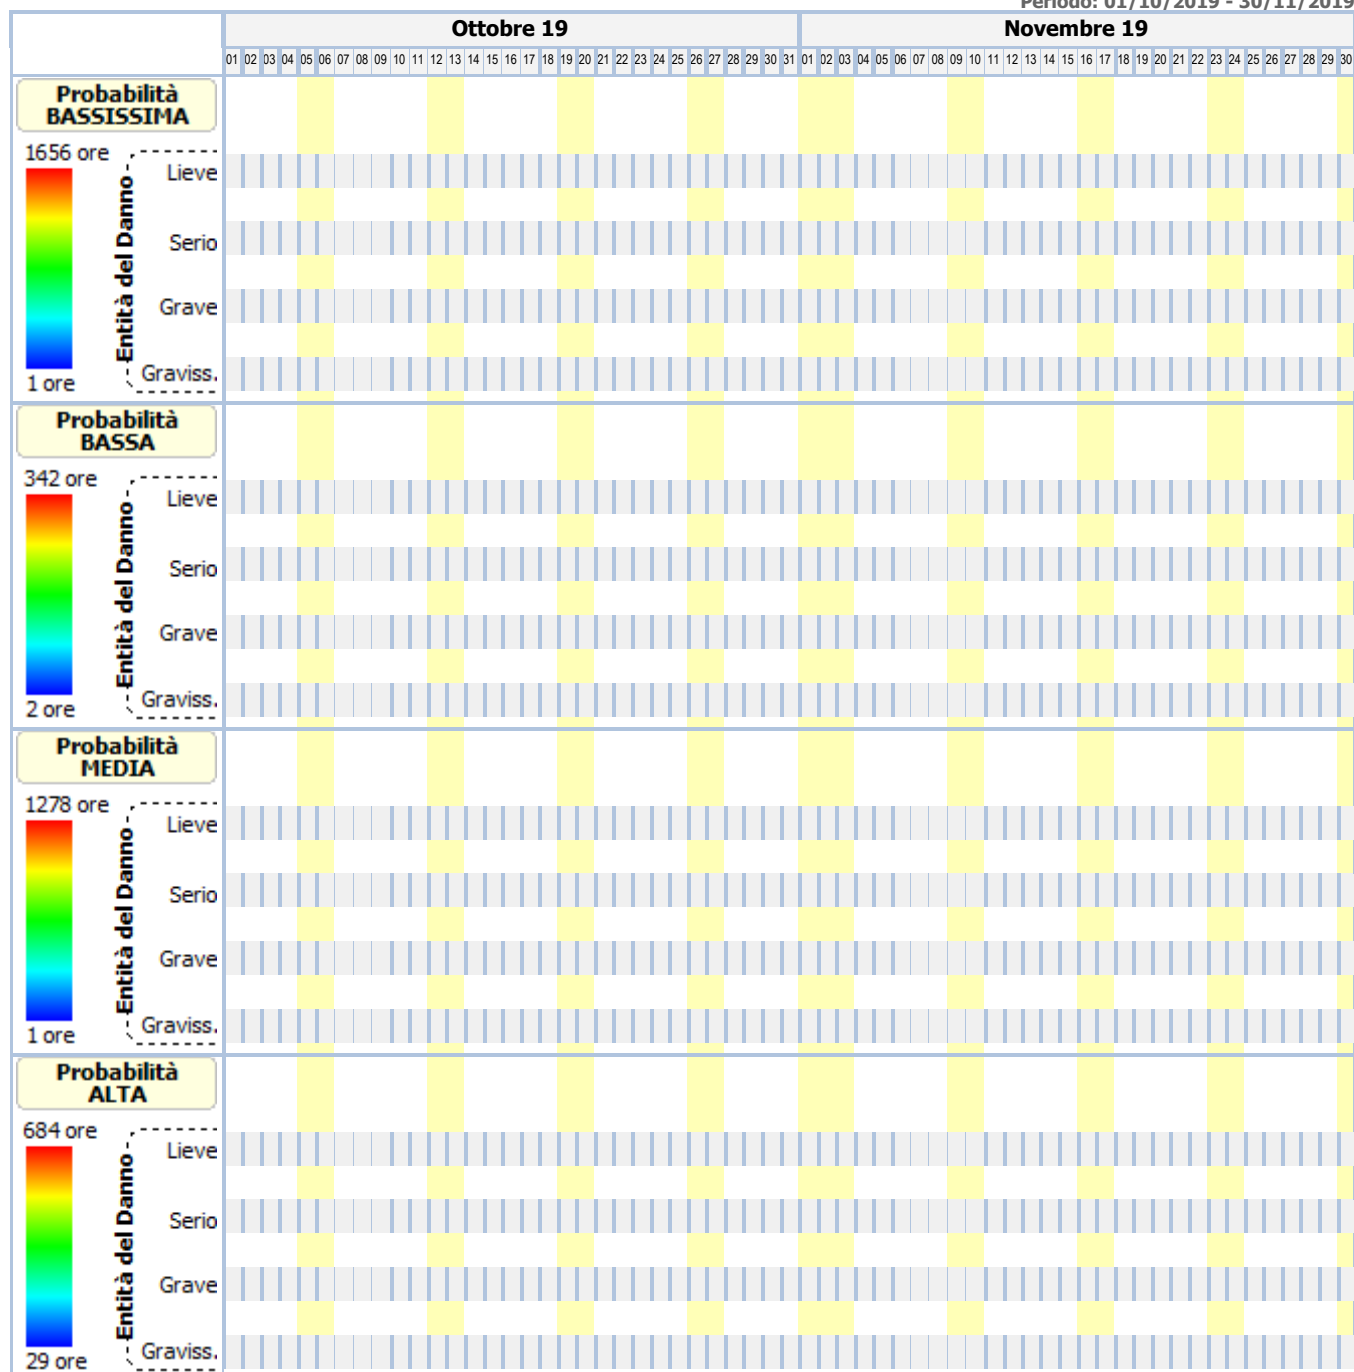 Periodo: 01/10/2019 - 30/11/2019
Ottobre 19 Novembre 19
01 02 03 04 05 06 07 08 09 10 11 12 13 14 15 16 17 18 19 20 21 22 23 24 25 26 27 28 29 30 31 01 02 03 04 05 06 07 08 09 10 11 12 13 14 15 16 17 18 19 20 21 22 23 24 25 26 27 28 29 30
Probabilità
BASSISSIMA
1656 ore
Entità del Danno
Lieve
Serio
Grave
Graviss.
1 ore
Probabilità
BASSA
342 ore
Entità del Danno
Lieve
Serio
Grave
Graviss.
2 ore
Probabilità
MEDIA
1278 ore
Entità del Danno
Lieve
Serio
Grave
Graviss.
1 ore
Probabilità
ALTA
684 ore
Entità del Danno
Lieve
Serio
Grave
Graviss.
29 ore